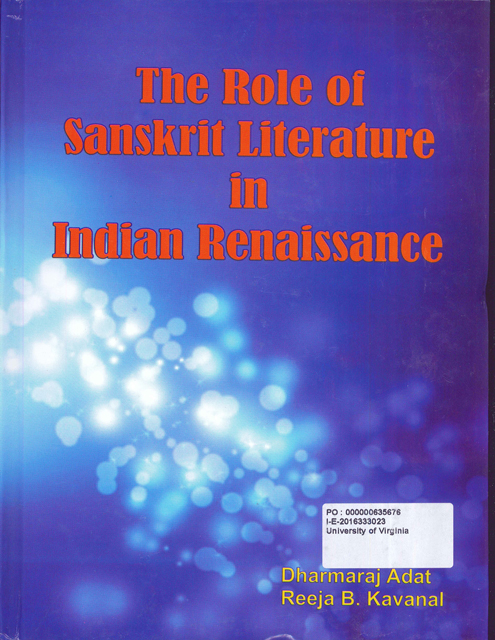 The Role of
Sanskrit Literature
in
Indian Renaissance
PO : 000000635676
I-E-2016333023
University of Virginia
Dharmaraj Adat
Reeja B. Kavanal